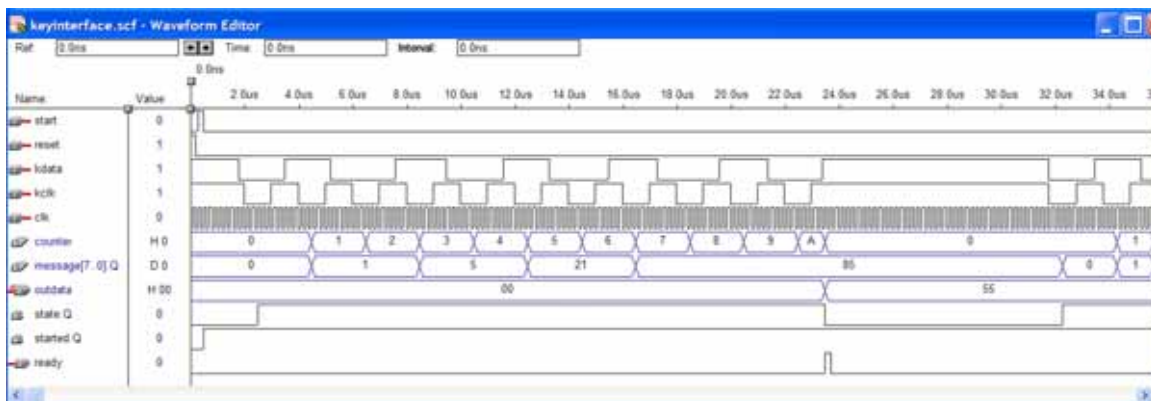 keyinterface.scf - Waveform Editor
Ref: 0.0ns Time: 0.0ns Interval: 0.0ns
0.0ns
Name: Value: 2.0us 4.0us 6.0us 8.0us 10.0us 12.0us 14.0us 16.0us 18.0us 20.0us 22.0us 24.0us 26.0us 28.0us 30.0us 32.0us 34.0us
start 0
reset 1
kdata 1
kclk 1
clk 0
counter H 0 0 1 2 3 4 5 6 7 8 9 A 0 1
message[7..0].Q D 0 0 1 5 21 85 0 1
outdata H 00 00 55
state.Q 0
started.Q 0
ready 0